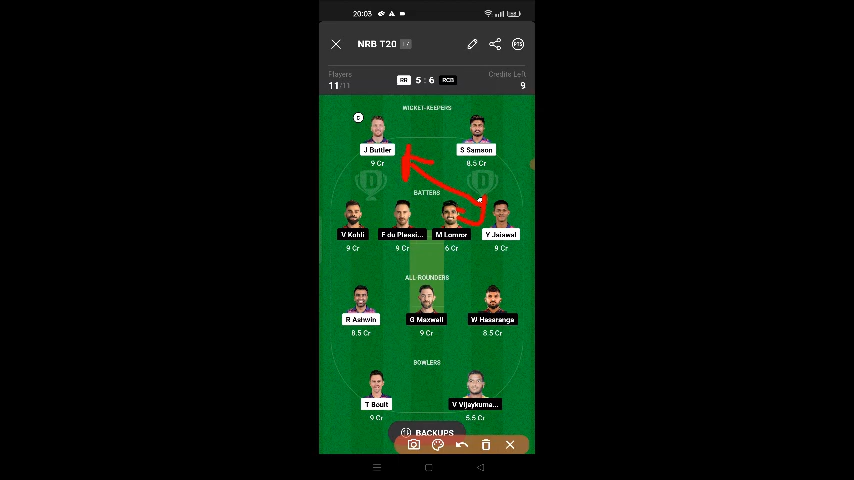 20:03
NRB T20
PTS
Players
11/11
RR 5 : 6 RCB
Credits Left
9
WICKET-KEEPERS
C
J Buttler
S Samson
9 Cr
8.5 Cr
BATTERS
V Kohli
F du Plessi...
M Lomror
Y Jaiswal
9 Cr
9 Cr
6 Cr
9 Cr
ALL-ROUNDERS
R Ashwin
G Maxwell
W Hasaranga
8.5 Cr
9 Cr
8.5 Cr
BOWLERS
T Boult
V Vijaykuma...
9 Cr
5.5 Cr
BACKUPS